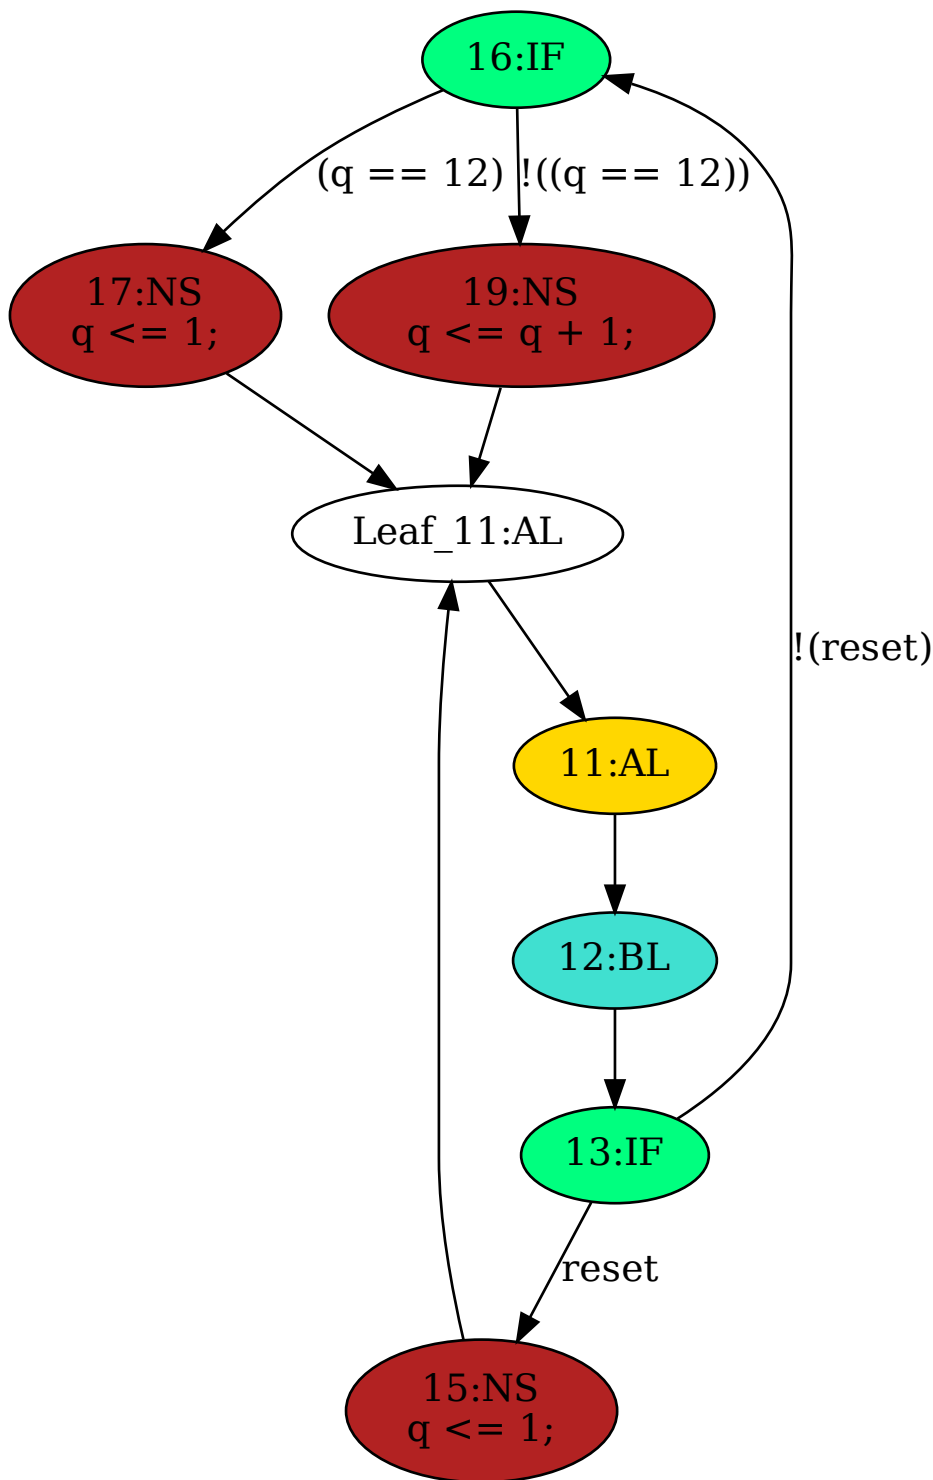 16:IF
(q == 12)
!((q == 12))
17:NS
q <= 1;
19:NS
q <= q + 1;
Leaf_11:AL
!(reset)
11:AL
12:BL
13:IF
reset
15:NS
q <= 1;